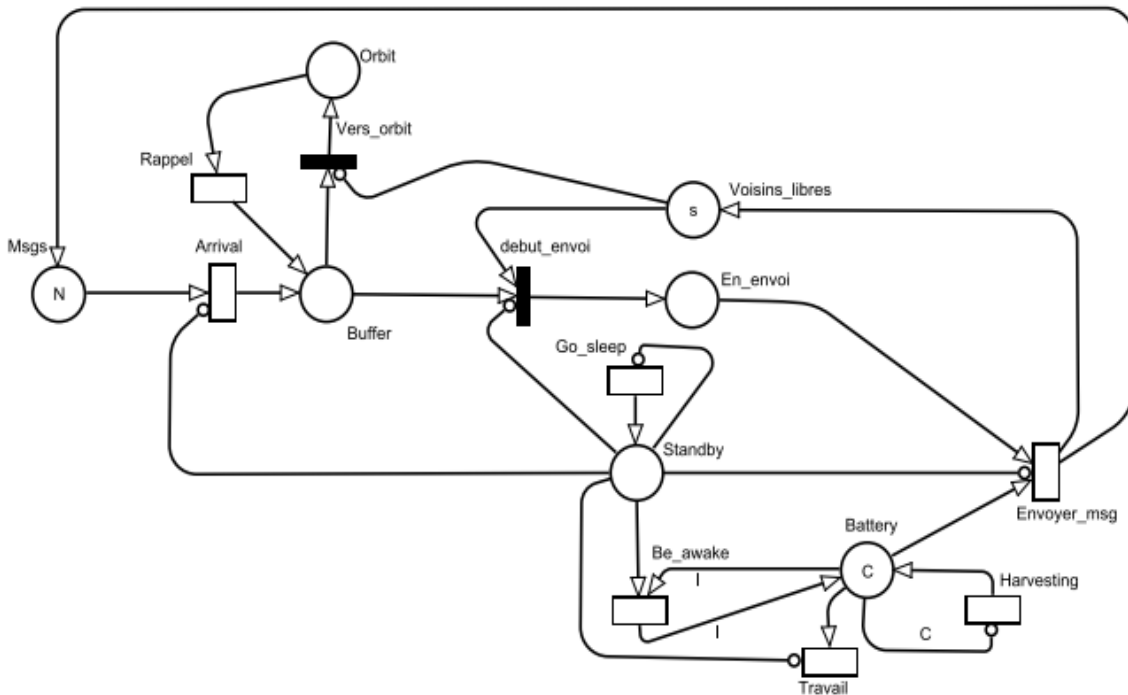 Orbit
Vers_orbit
Rappel
Voisins_libres
s
Msgs
Arrival
debut_envoi
N
En_envoi
Buffer
Go_sleep
Standby
Envoyer_msg
Battery
Be_awake
C
Harvesting
I
I
C
Travail